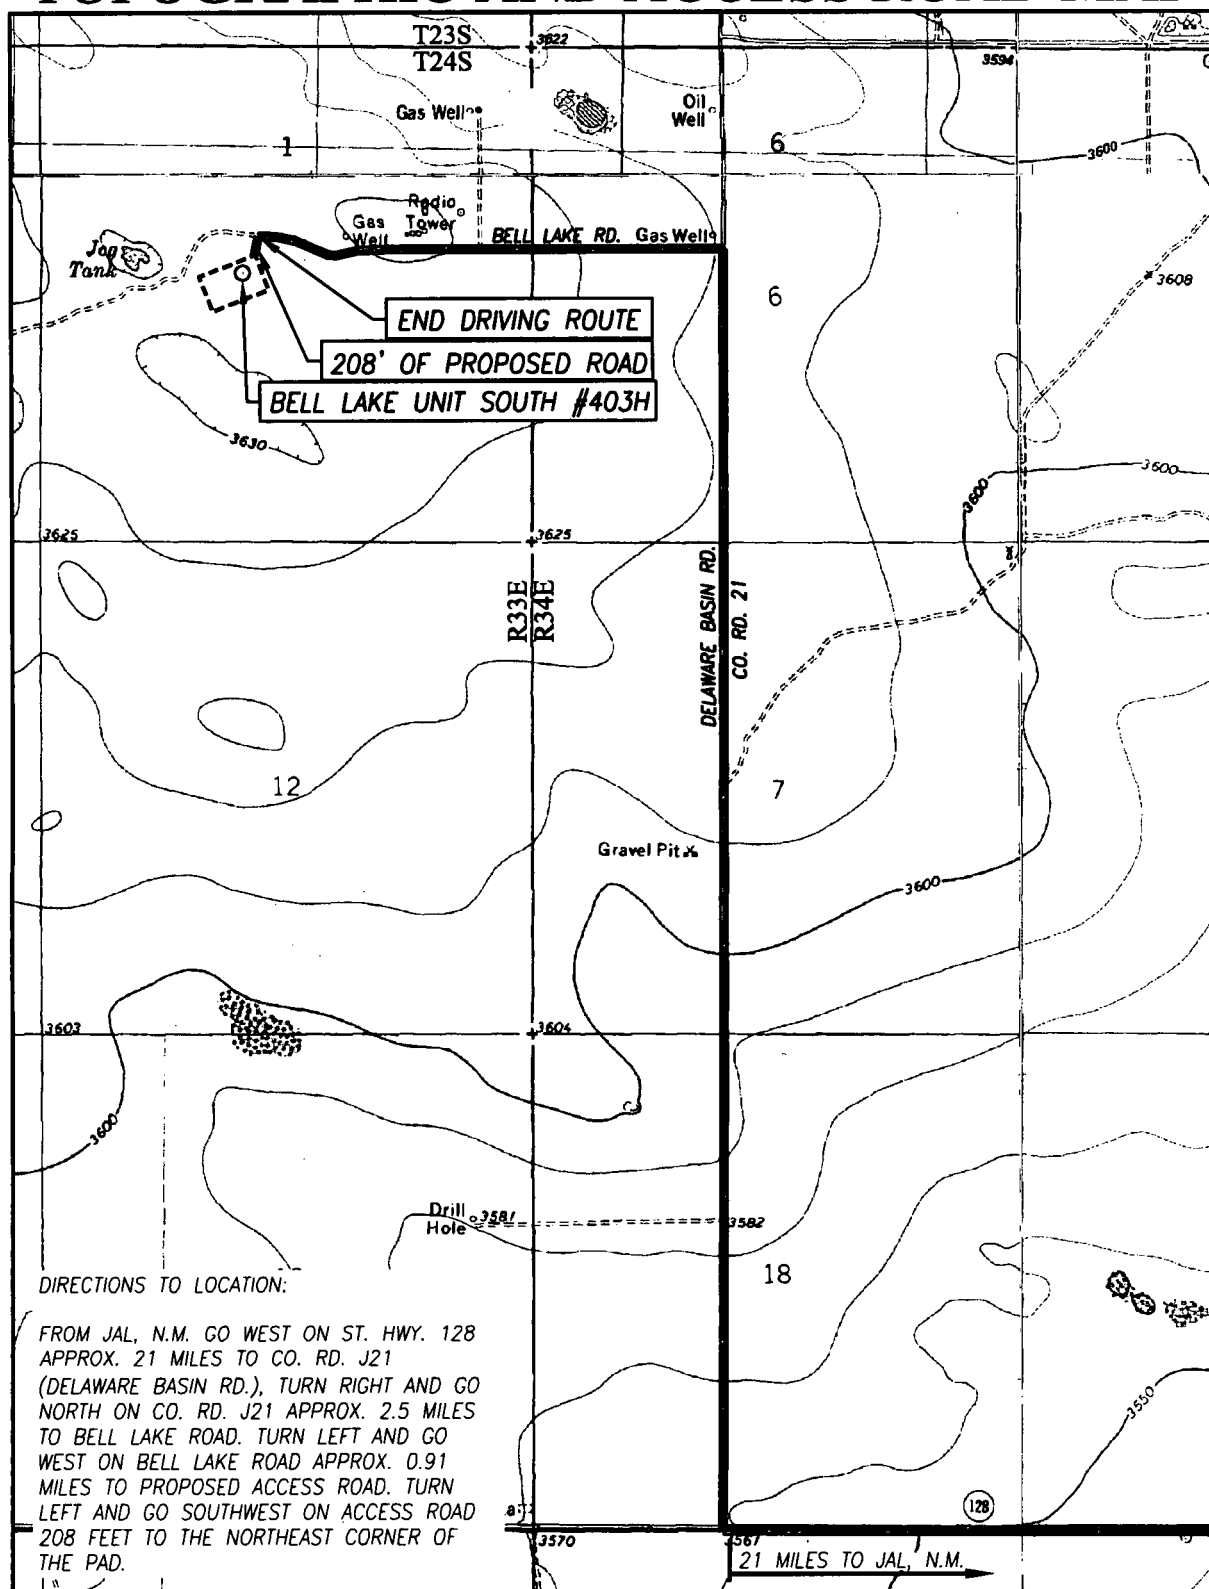 TOPOGRAPHIC AND ACCESS ROAD MAP
T23S
T24S
3622
3594
Gas Well
Oil
Well
1
6
3600
Radio
Tower
Gas
Well
BELL LAKE RD.
Gas Well
Jog
Tank
6
3608
END DRIVING ROUTE
208' OF PROPOSED ROAD
BELL LAKE UNIT SOUTH #403H
3630
3600
3600
3625
3625
R33E
R34E
DELAWARE BASIN RD.
CO. RD. 21
12
7
Gravel Pit
3600
3603
3604
3600
Drill
Hole
3581
3582
18
DIRECTIONS TO LOCATION:
FROM JAL, N.M. GO WEST ON ST. HWY. 128
APPROX. 21 MILES TO CO. RD. J21
(DELAWARE BASIN RD.), TURN RIGHT AND GO
NORTH ON CO. RD. J21 APPROX. 2.5 MILES
TO BELL LAKE ROAD. TURN LEFT AND GO
WEST ON BELL LAKE ROAD APPROX. 0.91
MILES TO PROPOSED ACCESS ROAD. TURN
LEFT AND GO SOUTHWEST ON ACCESS ROAD
208 FEET TO THE NORTHEAST CORNER OF
THE PAD.
3550
128
3570
3567
21 MILES TO JAL, N.M.